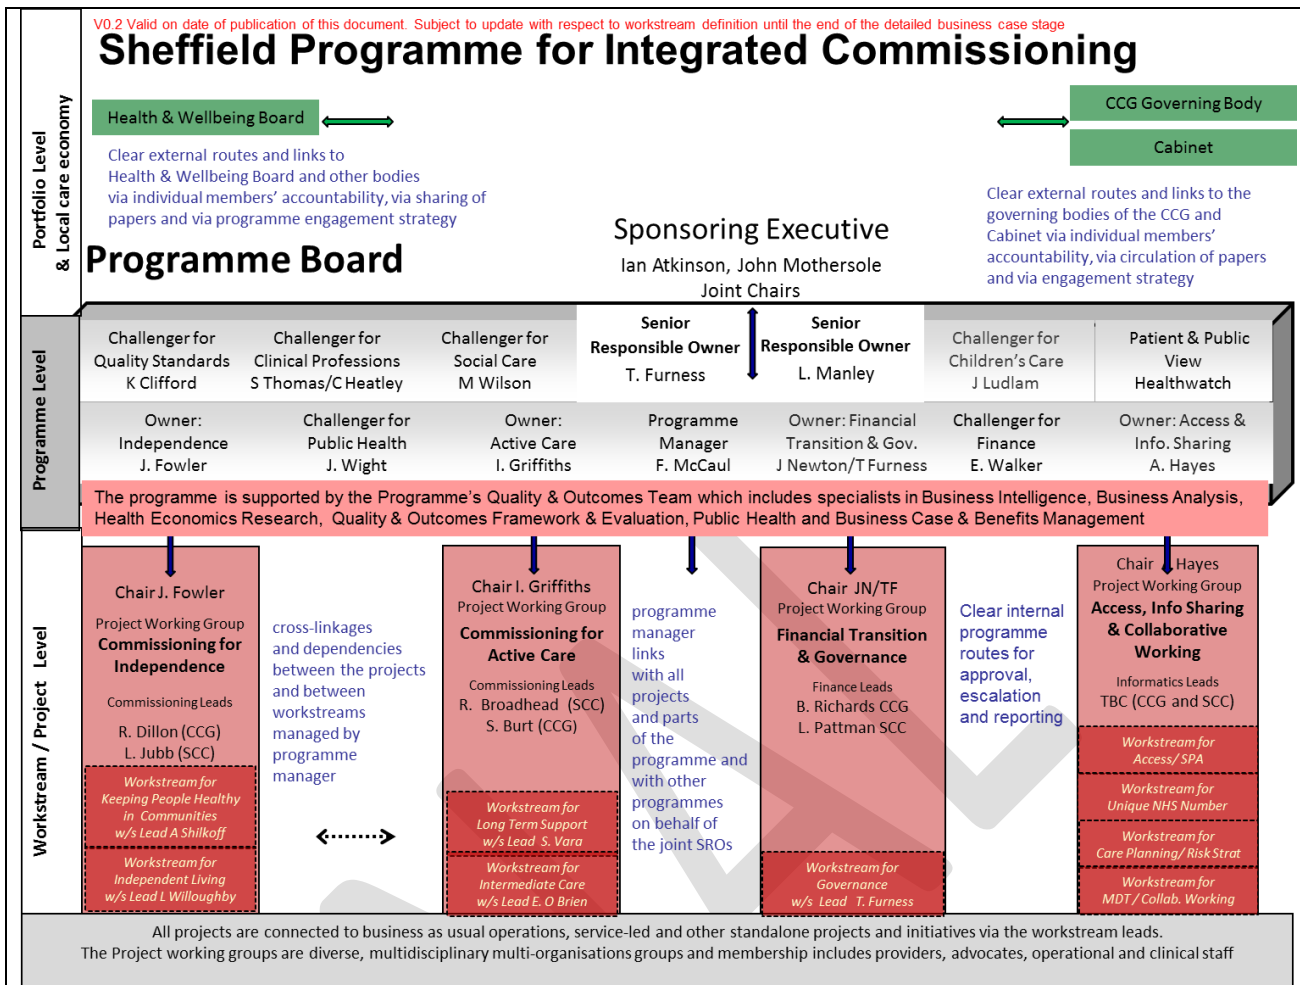 V0.2 Valid on date of publication of this document. Subject to update with respect to workstream definition until the end of the detailed business case stage
Sheffield Programme for Integrated Commissioning
Portfolio Level
& Local care economy
Health & Wellbeing Board
Clear external routes and links to
Health & Wellbeing Board and other bodies
via individual members' accountability, via sharing of
papers and via programme engagement strategy
CCG Governing Body
Cabinet
Clear external routes and links to the
governing bodies of the CCG and
Cabinet via individual members'
accountability, via circulation of papers
and via engagement strategy
Sponsoring Executive
Ian Atkinson, John Mothersole
Joint Chairs
Programme Board
Programme Level
Challenger for
Quality Standards
K Clifford
Challenger for
Clinical Professions
S Thomas/C Heatley
Challenger for
Social Care
M Wilson
Senior
Responsible Owner
T. Furness
Senior
Responsible Owner
L. Manley
Challenger for
Children's Care
J Ludlam
Patient & Public
View
Healthwatch
Owner:
Independence
J. Fowler
Challenger for
Public Health
J. Wight
Owner:
Active Care
I. Griffiths
Programme
Manager
F. McCaul
Owner: Financial
Transition & Gov.
J Newton/T Furness
Challenger for
Finance
E. Walker
Owner: Access &
Info. Sharing
A. Hayes
The programme is supported by the Programme's Quality & Outcomes Team which includes specialists in Business Intelligence, Business Analysis,
Health Economics Research, Quality & Outcomes Framework & Evaluation, Public Health and Business Case & Benefits Management
Workstream / Project Level
Chair J. Fowler
Project Working Group
Commissioning for
Independence
Commissioning Leads
R. Dillon (CCG)
L. Jubb (SCC)
Workstream for
Keeping People Healthy
in Communities
w/s Lead A Shilkoff
Workstream for
Independent Living
w/s Lead L Willoughby
cross-linkages
and dependencies
between the projects
and between
workstreams
managed by
programme
manager
Chair I. Griffiths
Project Working Group
Commissioning for
Active Care
Commissioning Leads
R. Broadhead (SCC)
S. Burt (CCG)
Workstream for
Long Term Support
w/s Lead S. Vara
Workstream for
Intermediate Care
w/s Lead E. O Brien
programme
manager
links
with all
projects
and parts
of the
programme and
with other
programmes
on behalf of
the joint SROs
Chair JN/TF
Project Working Group
Financial Transition
& Governance
Finance Leads
B. Richards CCG
L. Pattman SCC
Workstream for
Governance
w/s Lead T. Furness
Clear internal
programme
routes for
approval,
escalation
and reporting
Chair Hayes
Project Working Group
Access, Info Sharing
& Collaborative
Working
Informatics Leads
TBC (CCG and SCC)
Workstream for
Access/ SPA
Workstream for
Unique NHS Number
Workstream for
Care Planning/ Risk Strat
Workstream for
MDT / Collab. Working
All projects are connected to business as usual operations, service-led and other standalone projects and initiatives via the workstream leads.
The Project working groups are diverse, multidisciplinary multi-organisations groups and membership includes providers, advocates, operational and clinical staff